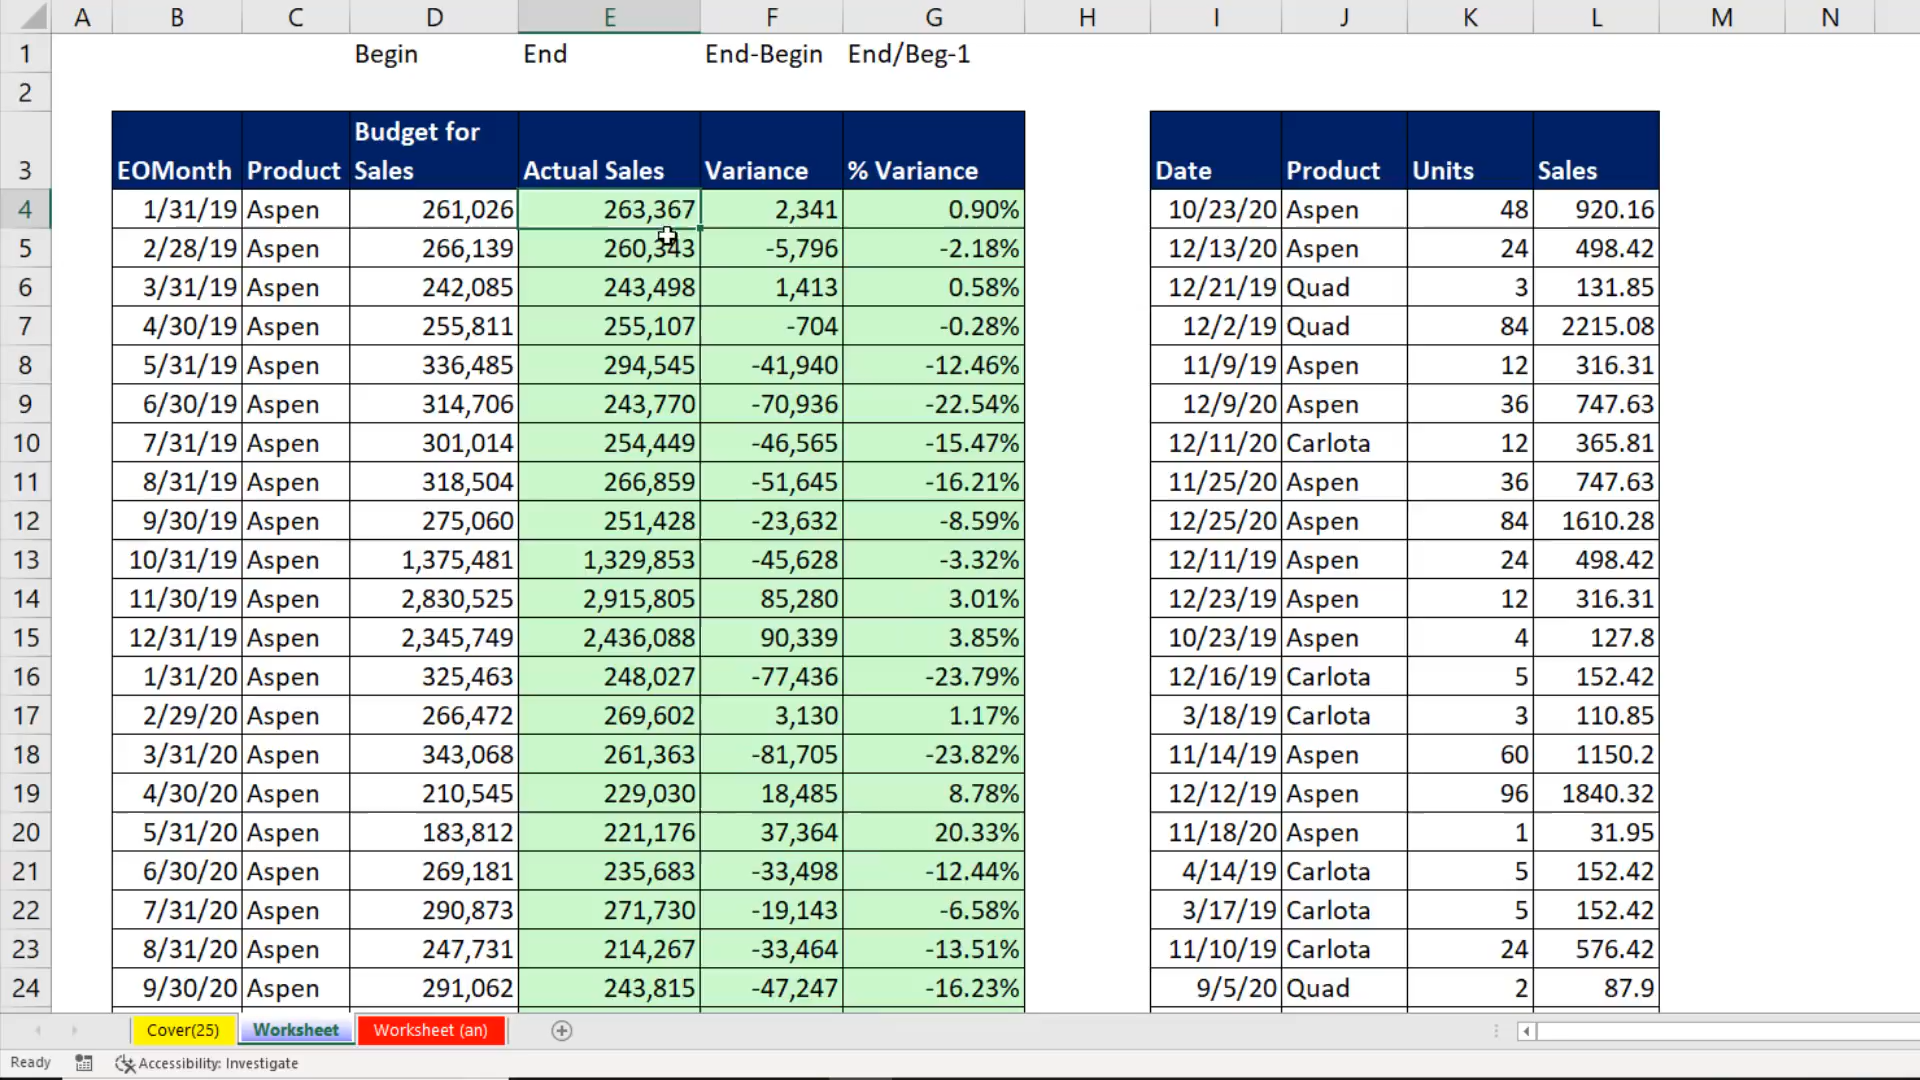 A B C D E F G H I J K L M N
1 Begin End End-Begin End/Beg-1
2
Budget for
3 EOMonth Product Sales Actual Sales Variance % Variance Date Product Units Sales
4 1/31/19 Aspen 261,026 263,367 2,341 0.90% 10/23/20 Aspen 48 920.16
5 2/28/19 Aspen 266,139 260,343 -5,796 -2.18% 12/13/20 Aspen 24 498.42
6 3/31/19 Aspen 242,085 243,498 1,413 0.58% 12/21/19 Quad 3 131.85
7 4/30/19 Aspen 255,811 255,107 -704 -0.28% 12/2/19 Quad 84 2215.08
8 5/31/19 Aspen 336,485 294,545 -41,940 -12.46% 11/9/19 Aspen 12 316.31
9 6/30/19 Aspen 314,706 243,770 -70,936 -22.54% 12/9/20 Aspen 36 747.63
10 7/31/19 Aspen 301,014 254,449 -46,565 -15.47% 12/11/20 Carlota 12 365.81
11 8/31/19 Aspen 318,504 266,859 -51,645 -16.21% 11/25/20 Aspen 36 747.63
12 9/30/19 Aspen 275,060 251,428 -23,632 -8.59% 12/25/20 Aspen 84 1610.28
13 10/31/19 Aspen 1,375,481 1,329,853 -45,628 -3.32% 12/11/19 Aspen 24 498.42
14 11/30/19 Aspen 2,830,525 2,915,805 85,280 3.01% 12/23/19 Aspen 12 316.31
15 12/31/19 Aspen 2,345,749 2,436,088 90,339 3.85% 10/23/19 Aspen 4 127.8
16 1/31/20 Aspen 325,463 248,027 -77,436 -23.79% 12/16/19 Carlota 5 152.42
17 2/29/20 Aspen 266,472 269,602 3,130 1.17% 3/18/19 Carlota 3 110.85
18 3/31/20 Aspen 343,068 261,363 -81,705 -23.82% 11/14/19 Aspen 60 1150.2
19 4/30/20 Aspen 210,545 229,030 18,485 8.78% 12/12/19 Aspen 96 1840.32
20 5/31/20 Aspen 183,812 221,176 37,364 20.33% 11/18/20 Aspen 1 31.95
21 6/30/20 Aspen 269,181 235,683 -33,498 -12.44% 4/14/19 Carlota 5 152.42
22 7/31/20 Aspen 290,873 271,730 -19,143 -6.58% 3/17/19 Carlota 5 152.42
23 8/31/20 Aspen 247,731 214,267 -33,464 -13.51% 11/10/19 Carlota 24 576.42
24 9/30/20 Aspen 291,062 243,815 -47,247 -16.23% 9/5/20 Quad 2 87.9
Cover(25) Worksheet Worksheet (an)
Ready Accessibility: Investigate